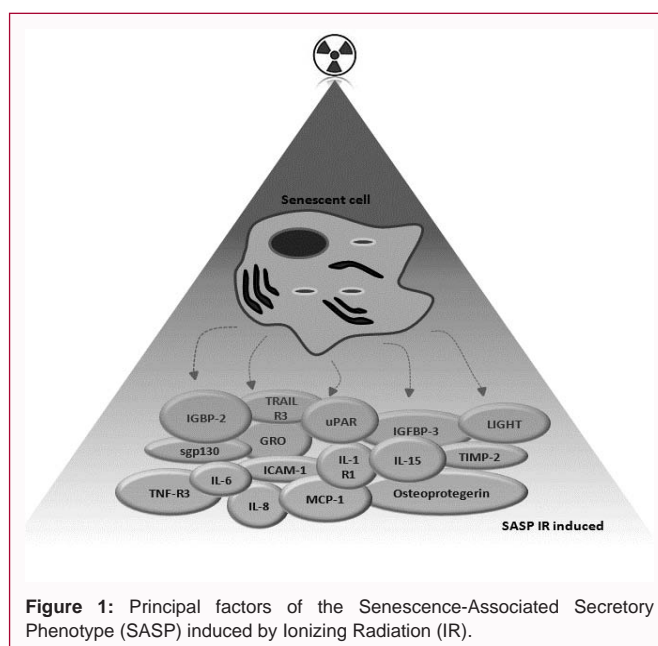 Senescent cell
TRAIL
R3
IGBP-2
uPAR
LIGHT
IGFBP-3
GRO
sgp130
IL-1
R1
IL-15
TIMP-2
ICAM-1
IL-6
TNF-R3
MCP-1
Osteoprotegerin
IL-8
SASP IR induced
Figure 1: Principal factors of the Senescence-Associated Secretory
Phenotype (SASP) induced by Ionizing Radiation (IR).